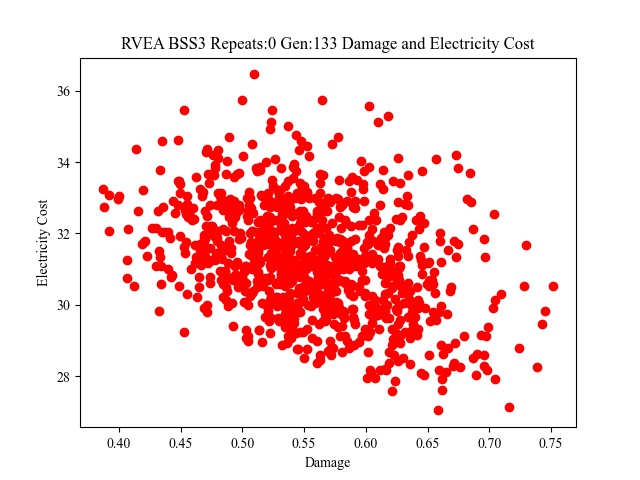 RVEA BSS3 Repeats:0 Gen:133 Damage and Electricity Cost
36
34
32
30
28
Electricity Cost
0.40 0.45 0.50 0.55 0.60 0.65 0.70 0.75
Damage